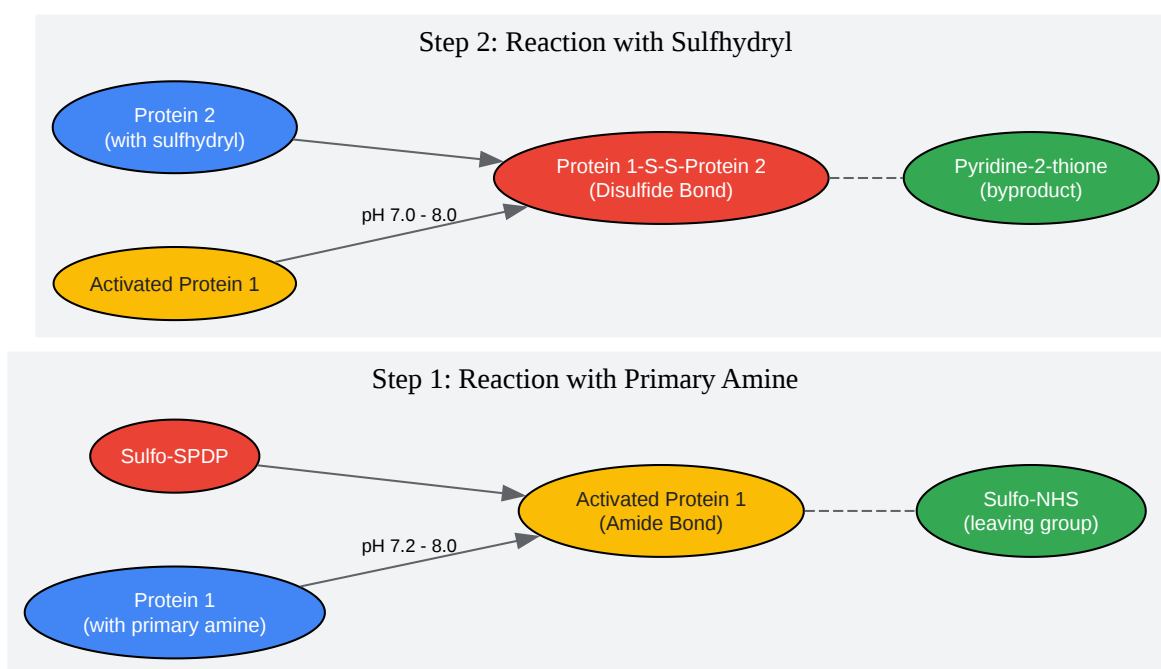 Step 2: Reaction with Sulfhydryl
Protein 2
(with sulfhydryl)
Protein 1-S-S-Protein 2
(Disulfide Bond)
Pyridine-2-thione
(byproduct)
pH 7.0 - 8.0
Activated Protein 1
Step 1: Reaction with Primary Amine
Sulfo-SPDP
Activated Protein 1
(Amide Bond)
Sulfo-NHS
(leaving group)
pH 7.2 - 8.0
Protein 1
(with primary amine)